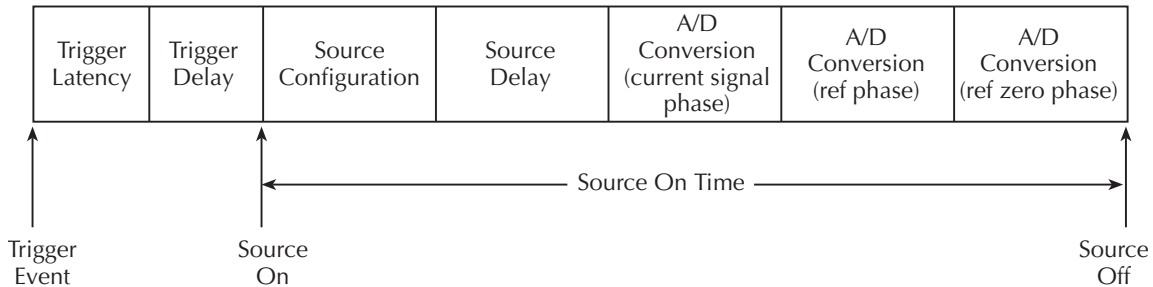 Trigger
Latency
Trigger
Delay
Source
Configuration
Source
Delay
A/D
Conversion
(current signal
phase)
A/D
Conversion
(ref phase)
A/D
Conversion
(ref zero phase)
Source On Time
Trigger
Event
Source
On
Source
Off